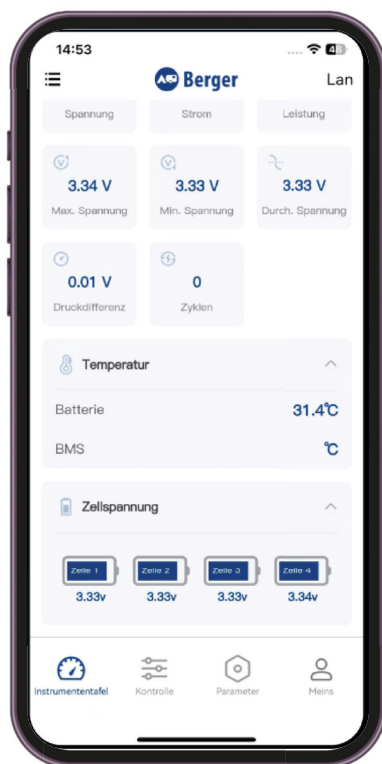 14:53
Berger
Lan
Spannung Strom Leistung
3.34 V 3.33 V 3.33 V
Max. Spannung Min. Spannung Durch. Spannung
0.01 V 0
Druckdifferenz Zyklen
Temperatur
Batterie 31.4℃
BMS ℃
Zellspannung
Zelle 1 Zelle 2 Zelle 3 Zelle 4
3.33v 3.33v 3.33v 3.34v
Instrumententafel Kontrolle Parameter Meins